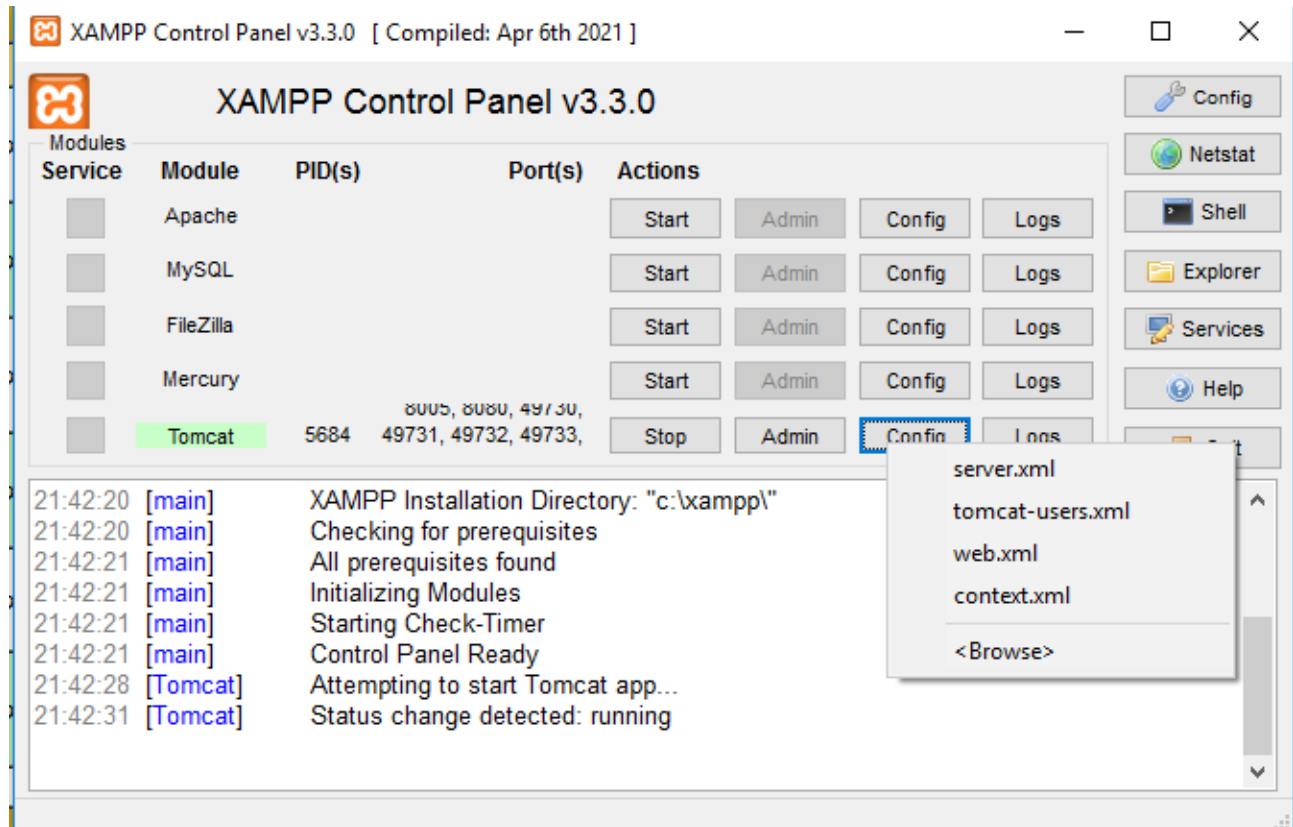 XAMPP Control Panel v3.3.0 [ Compiled: Apr 6th 2021 ]
XAMPP Control Panel v3.3.0
Config
Modules
Service Module PID(s) Port(s) Actions
Netstat
Apache Start Admin Config Logs
Shell
MySQL Start Admin Config Logs
Explorer
FileZilla Start Admin Config Logs
Services
Mercury Start Admin Config Logs
Help
8005, 8080, 49730,
Tomcat 5684 49731, 49732, 49733, Stop Admin Config Logs
server.xml
tomcat-users.xml
web.xml
context.xml
<Browse>
21:42:20 [main] XAMPP Installation Directory: "c:\xampp\"
21:42:20 [main] Checking for prerequisites
21:42:21 [main] All prerequisites found
21:42:21 [main] Initializing Modules
21:42:21 [main] Starting Check-Timer
21:42:21 [main] Control Panel Ready
21:42:28 [Tomcat] Attempting to start Tomcat app...
21:42:31 [Tomcat] Status change detected: running